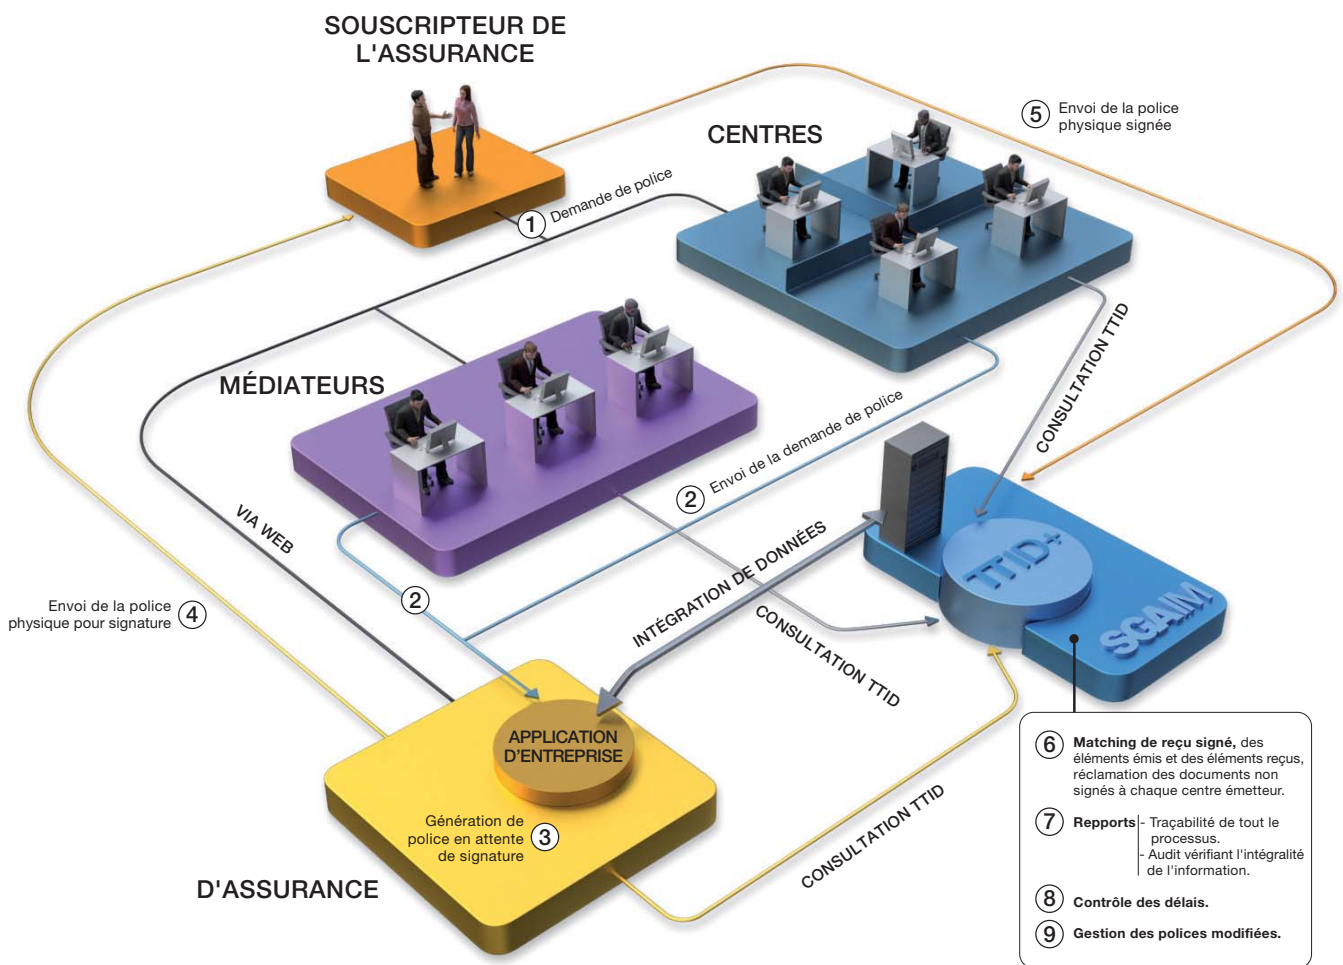 SOUSCRIPTEUR DE
L'ASSURANCE
5 Envoi de la police
physique signée
CENTRES
1 Demande de police
MÉDIATEURS
CONSULTATION TTID
2 Envoi de la demande de police
VIA WEB
INTÉGRATION DE DONNÉES
TTID+
SGAIM
2
Envoi de la police
physique pour signature 4
CONSULTATION TTID
APPLICATION
D'ENTREPRISE
Génération de
police en attente
de signature 3
CONSULTATION TTID
D'ASSURANCE
6 Matching de reçu signé, des
éléments émis et des éléments reçus,
réclamation des documents non
signés à chaque centre émetteur.
7 Repports - Traçabilité de tout le
processus.
- Audit vérifiant l'intégralité
de l'information.
8 Contrôle des délais.
9 Gestion des polices modifiées.